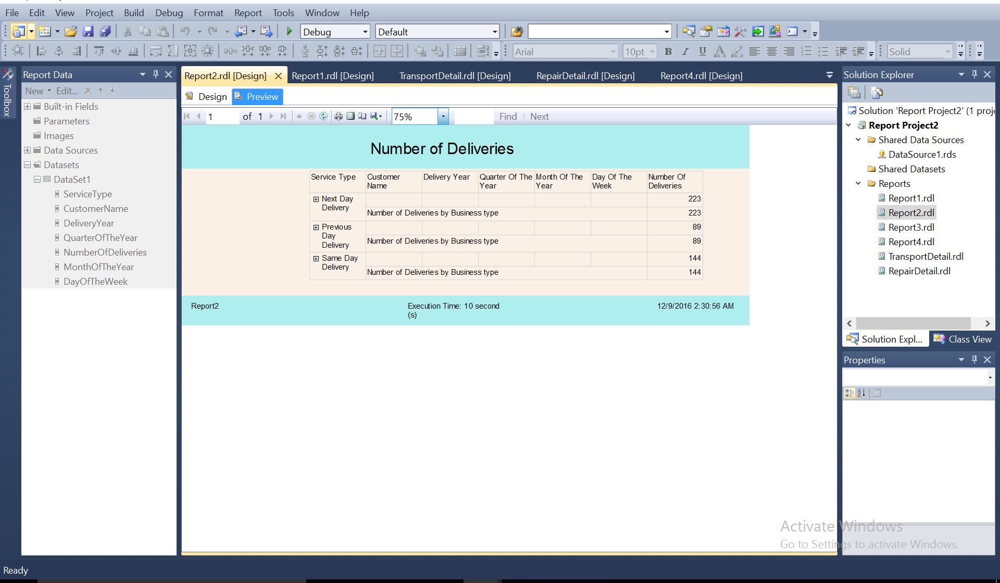 File Edit View Project Build Debug Format Report Tools Window Help
Debug Default
Arial 10pt B I U A Solid
Toolbox
Report Data
New Edit...
Built-in Fields
Parameters
Images
Data Sources
Datasets
DataSet1
ServiceType
CustomerName
DeliveryYear
QuarterOfTheYear
NumberOfDeliveries
MonthOfTheYear
DayOfTheWeek
Report2.rdl [Design] Report1.rdl [Design] TransportDetail.rdl [Design] RepairDetail.rdl [Design] Report4.rdl [Design]
Design Preview
1 of 1 75% Find Next
Number of Deliveries
Service Type Customer Name Delivery Year Quarter Of The Year Month Of The Year Day Of The Week Number Of Deliveries
Next Day Delivery 223
Number of Deliveries by Business type 223
Previous Day Delivery 89
Number of Deliveries by Business type 89
Same Day Delivery 144
Number of Deliveries by Business type 144
Report2 Execution Time: 10 second (s) 12/9/2016 2:30:56 AM
Solution Explorer
Solution 'Report Project2' (1 proj
Report Project2
Shared Data Sources
DataSource1.rds
Shared Datasets
Reports
Report1.rdl
Report2.rdl
Report3.rdl
Report4.rdl
TransportDetail.rdl
RepairDetail.rdl
Solution Expl... Class View
Properties
Activate Windows
Go to Settings to activate Windows.
Ready